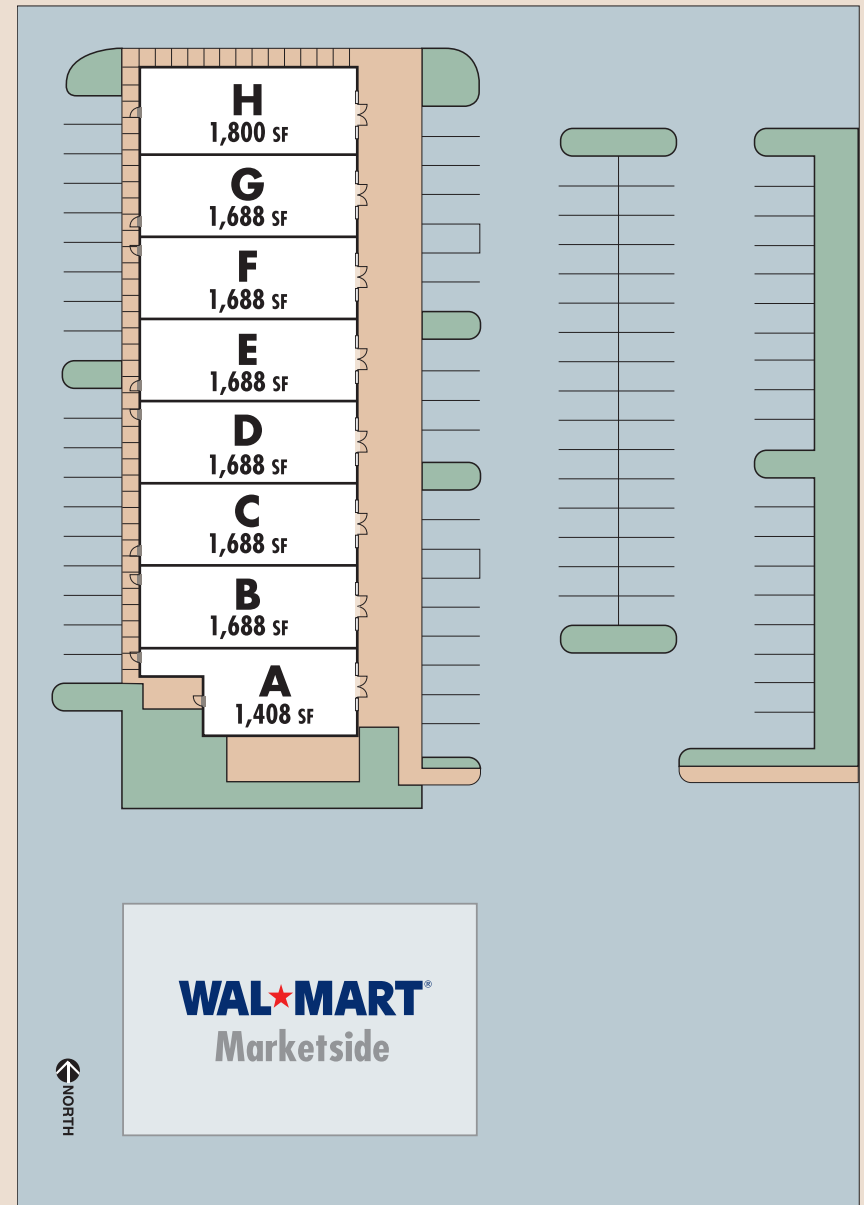 H
1,800 SF
G
1,688 SF
F
1,688 SF
E
1,688 SF
D
1,688 SF
C
1,688 SF
B
1,688 SF
A
1,408 SF
WAL★MART®
Marketside
NORTH